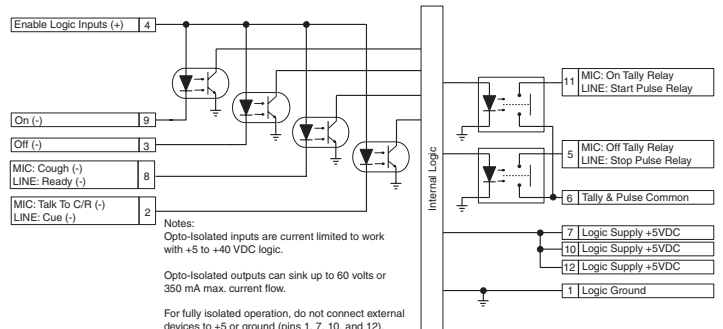 Enable Logic Inputs (+) 4
On (-) 9
Off (-) 3
MIC: Cough (-)
LINE: Ready (-) 8
MIC: Talk To C/R (-)
LINE: Cue (-) 2
Notes:
Opto-Isolated inputs are current limited to work
with +5 to +40 VDC logic.
Opto-Isolated outputs can sink up to 60 volts or
350 mA max. current flow.
For fully isolated operation, do not connect external
devices to +5 or ground (pins 1, 7, 10, and 12)
Internal Logic
11 MIC: On Tally Relay
LINE: Start Pulse Relay
5 MIC: Off Tally Relay
LINE: Stop Pulse Relay
6 Tally & Pulse Common
7 Logic Supply +5VDC
10 Logic Supply +5VDC
12 Logic Supply +5VDC
1 Logic Ground